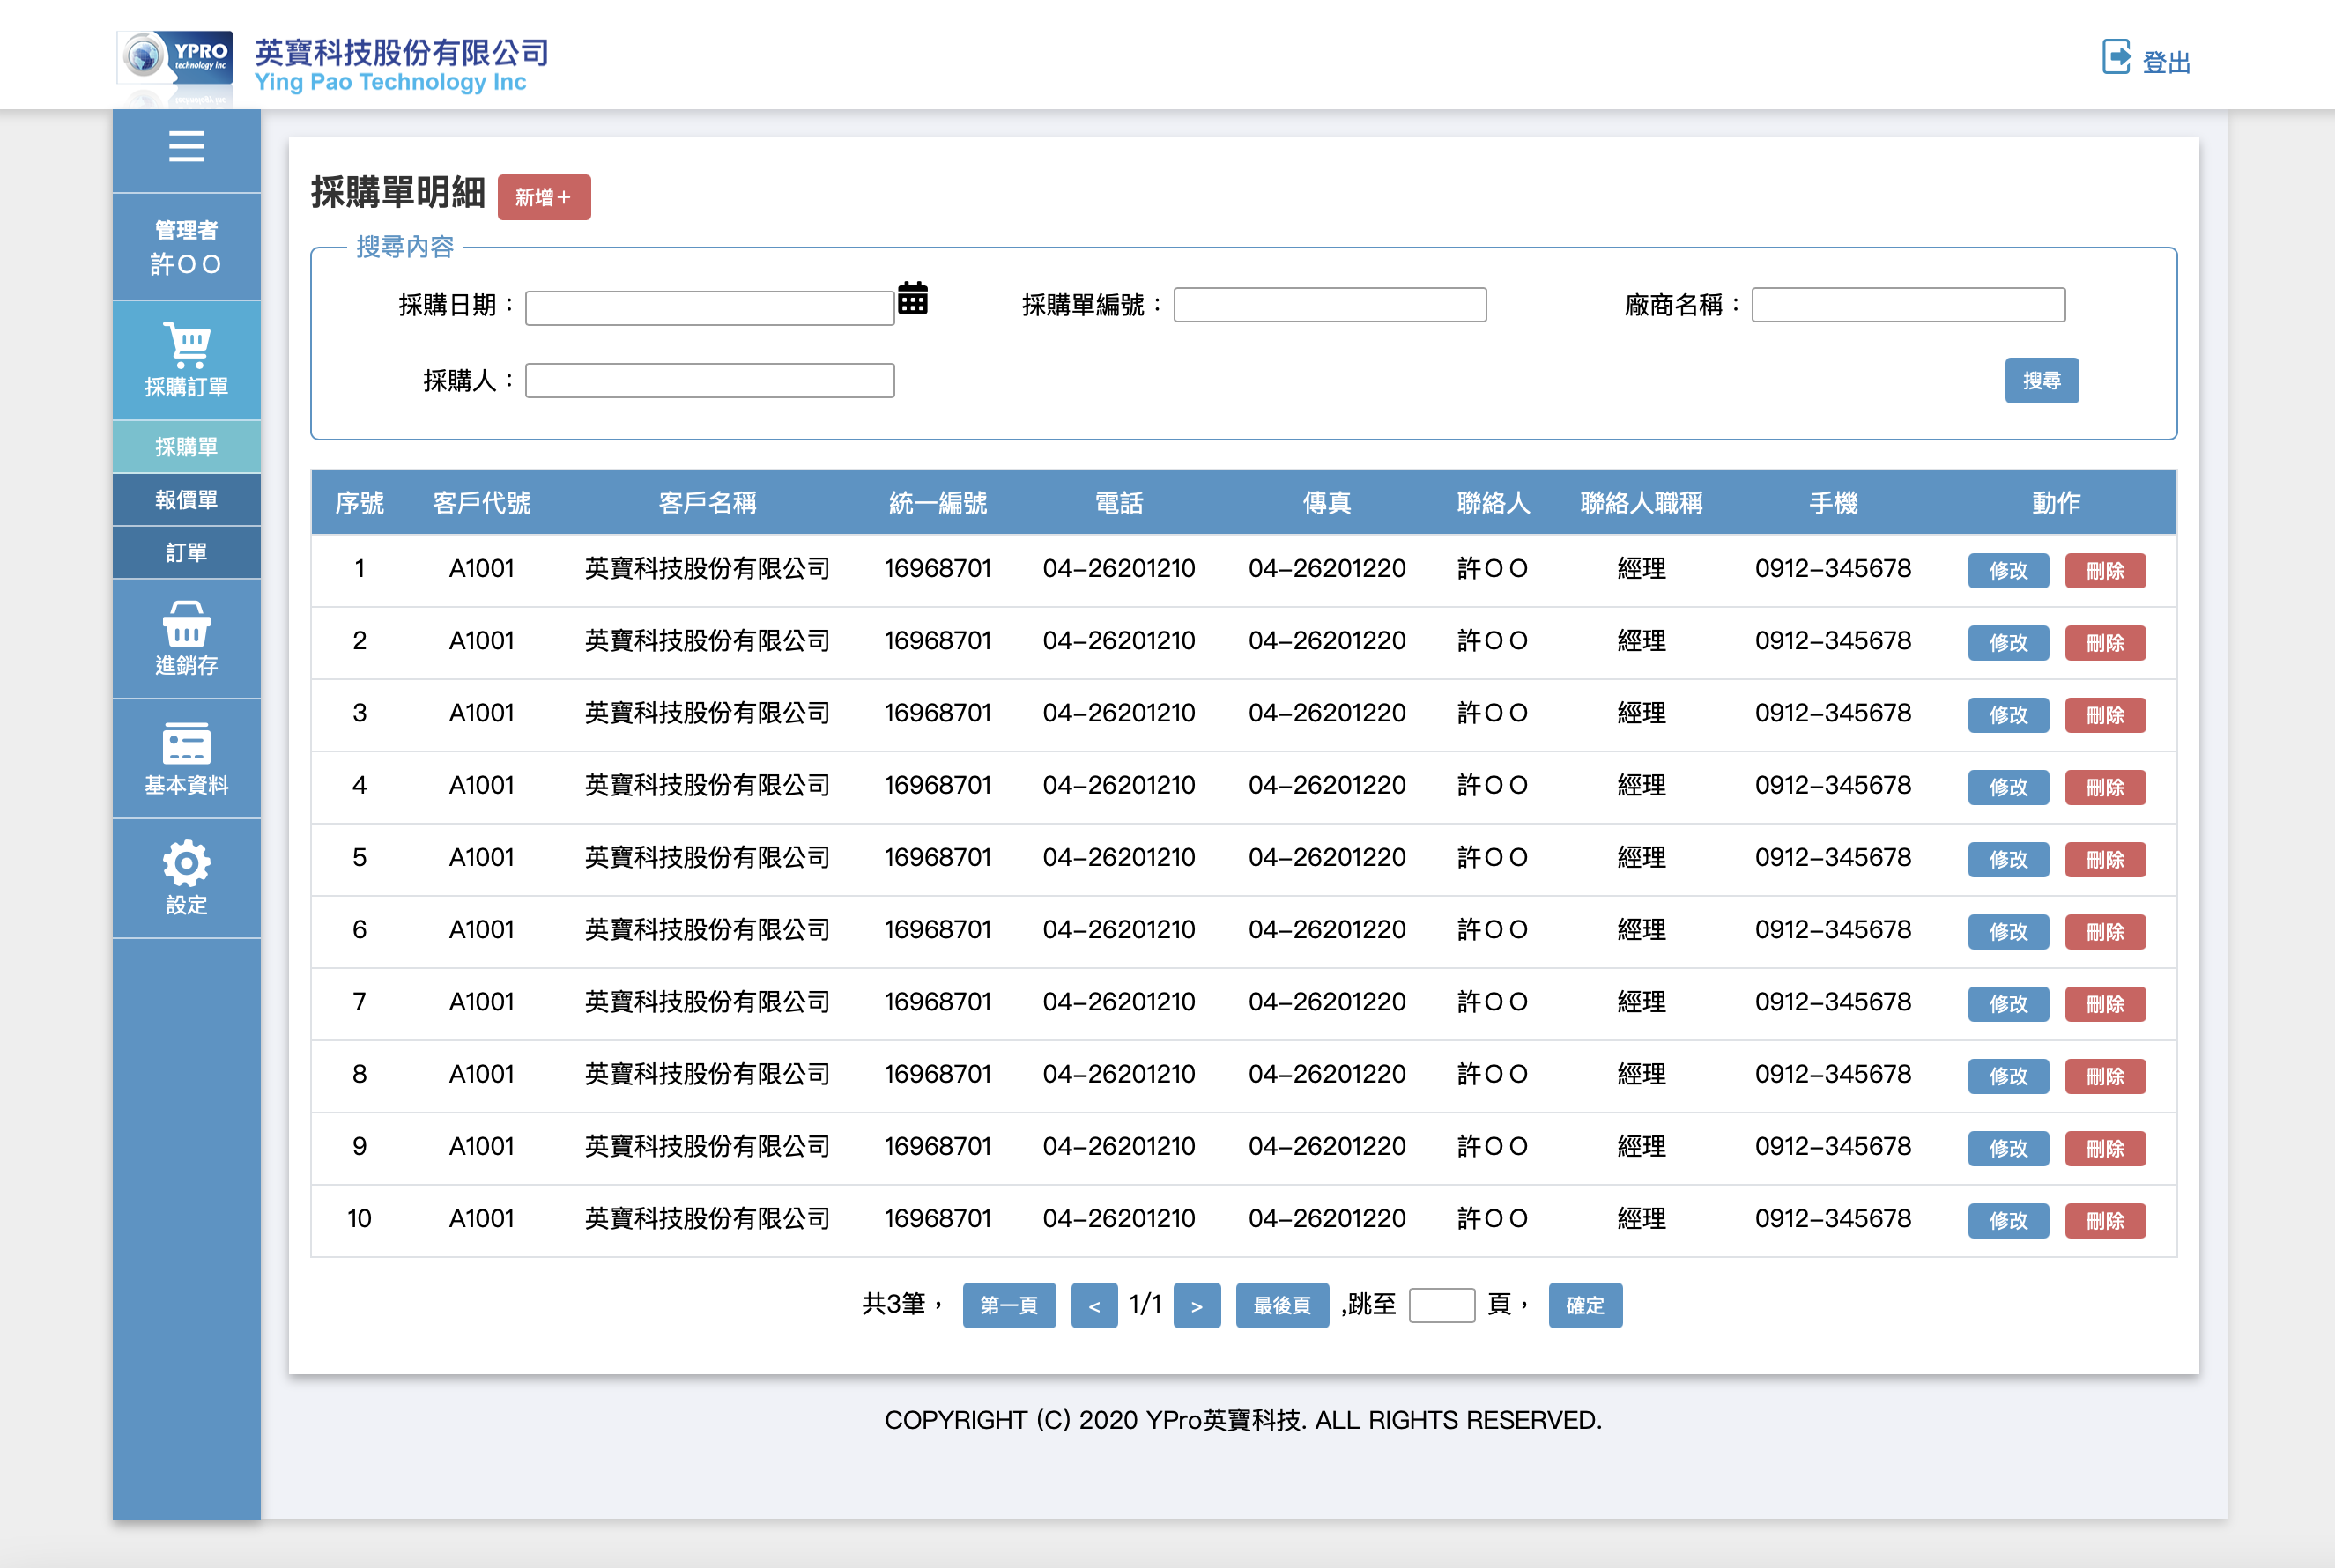 YPRO
technology inc
英寶科技股份有限公司
Ying Pao Technology Inc
登出
管理者
許ＯＯ
採購訂單
採購單
報價單
訂單
進銷存
基本資料
設定
採購單明細 新增+
搜尋內容
採購日期： 採購單編號： 廠商名稱：
採購人： 搜尋
序號 客戶代號 客戶名稱 統一編號 電話 傳真 聯絡人 聯絡人職稱 手機 動作
1 A1001 英寶科技股份有限公司 16968701 04-26201210 04-26201220 許ＯＯ 經理 0912-345678 修改 刪除
2 A1001 英寶科技股份有限公司 16968701 04-26201210 04-26201220 許ＯＯ 經理 0912-345678 修改 刪除
3 A1001 英寶科技股份有限公司 16968701 04-26201210 04-26201220 許ＯＯ 經理 0912-345678 修改 刪除
4 A1001 英寶科技股份有限公司 16968701 04-26201210 04-26201220 許ＯＯ 經理 0912-345678 修改 刪除
5 A1001 英寶科技股份有限公司 16968701 04-26201210 04-26201220 許ＯＯ 經理 0912-345678 修改 刪除
6 A1001 英寶科技股份有限公司 16968701 04-26201210 04-26201220 許ＯＯ 經理 0912-345678 修改 刪除
7 A1001 英寶科技股份有限公司 16968701 04-26201210 04-26201220 許ＯＯ 經理 0912-345678 修改 刪除
8 A1001 英寶科技股份有限公司 16968701 04-26201210 04-26201220 許ＯＯ 經理 0912-345678 修改 刪除
9 A1001 英寶科技股份有限公司 16968701 04-26201210 04-26201220 許ＯＯ 經理 0912-345678 修改 刪除
10 A1001 英寶科技股份有限公司 16968701 04-26201210 04-26201220 許ＯＯ 經理 0912-345678 修改 刪除
共3筆， 第一頁 < 1/1 > 最後頁 ,跳至 頁， 確定
COPYRIGHT (C) 2020 YPro英寶科技. ALL RIGHTS RESERVED.